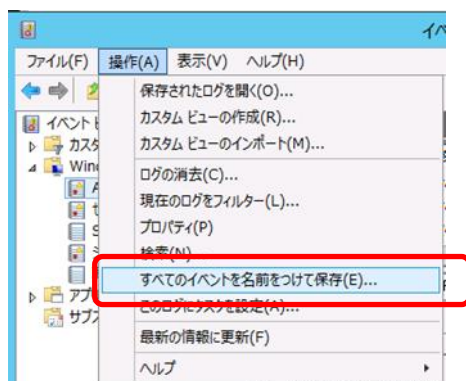 イベ
ファイル(F) 操作(A) 表示(V) ヘルプ(H)
保存されたログを開く(O)...
カスタム ビューの作成(R)...
カスタム ビューのインポート(M)...
ログの消去(C)...
現在のログをフィルター(L)...
プロパティ(P)
検索(N)...
すべてのイベントを名前をつけて保存(E)...
このログにタスクを設定(A)...
最新の情報に更新(F)
ヘルプ
イベント
カスタ
Wind
A
セ
S
シ
アプ
サブス